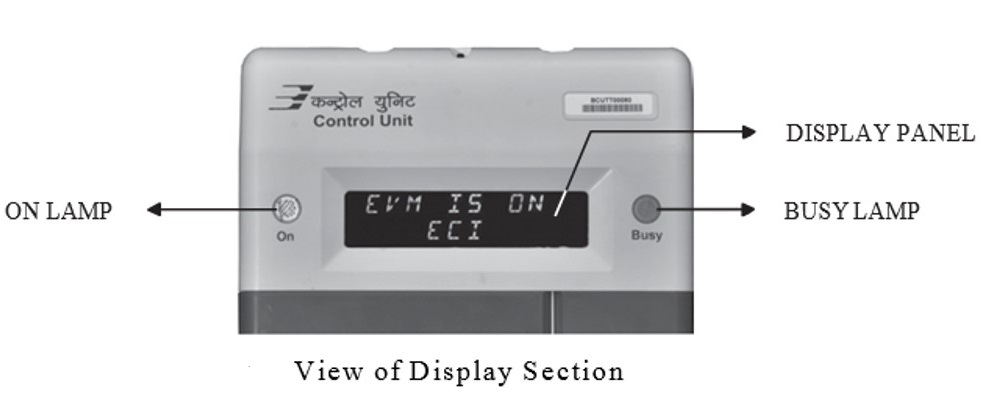 कन्ट्रोल युनिट
Control Unit
BCUTT00080
DISPLAY PANEL
EVM IS ON
ECI
ON LAMP
On
Busy
BUSY LAMP
View of Display Section